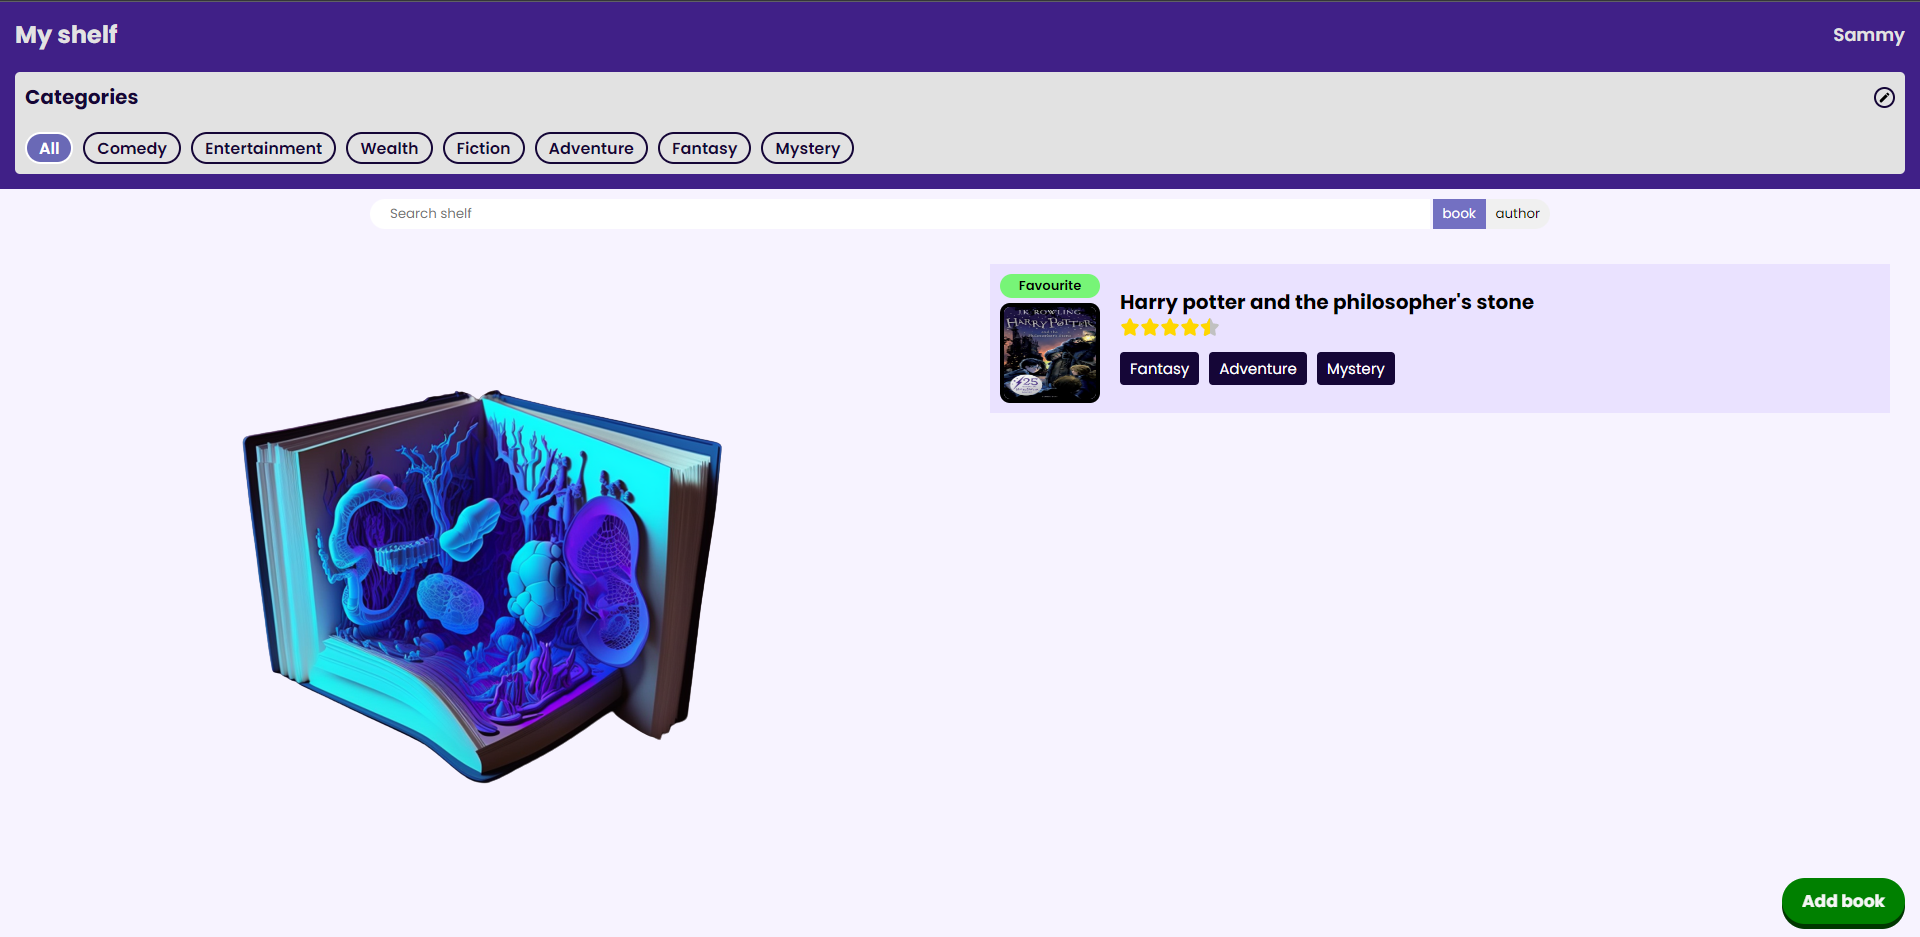 My shelf
Sammy
Categories
All Comedy Entertainment Wealth Fiction Adventure Fantasy Mystery
Search shelf
book author
Favourite
J.K. ROWLING
HARRY POTTER
25
Harry potter and the philosopher's stone
Fantasy Adventure Mystery
Add book